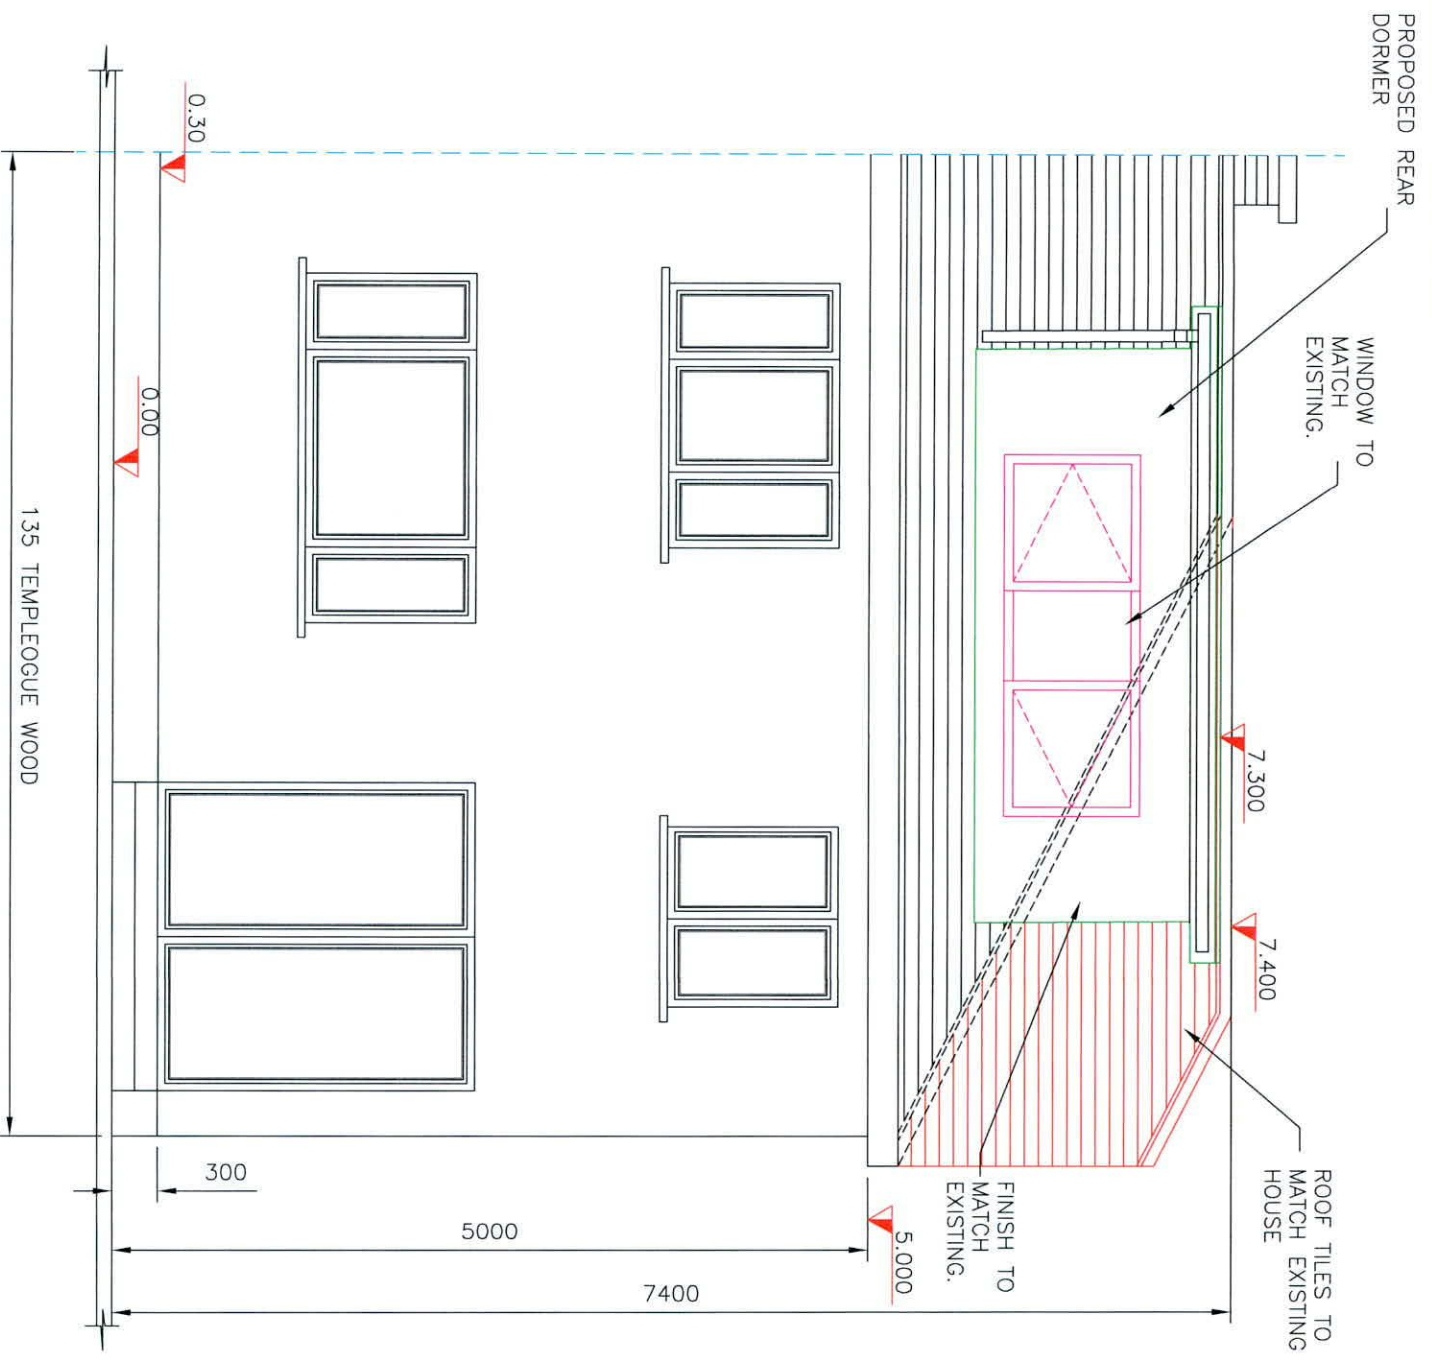 PROPOSED REAR
DORMER
WINDOW TO
MATCH
EXISTING.
7.300
7.400
ROOF TILES TO
MATCH EXISTING
HOUSE
FINISH TO
MATCH
EXISTING.
5.000
0.30
0.00
300
5000
7400
135 TEMPLEOGUE WOOD